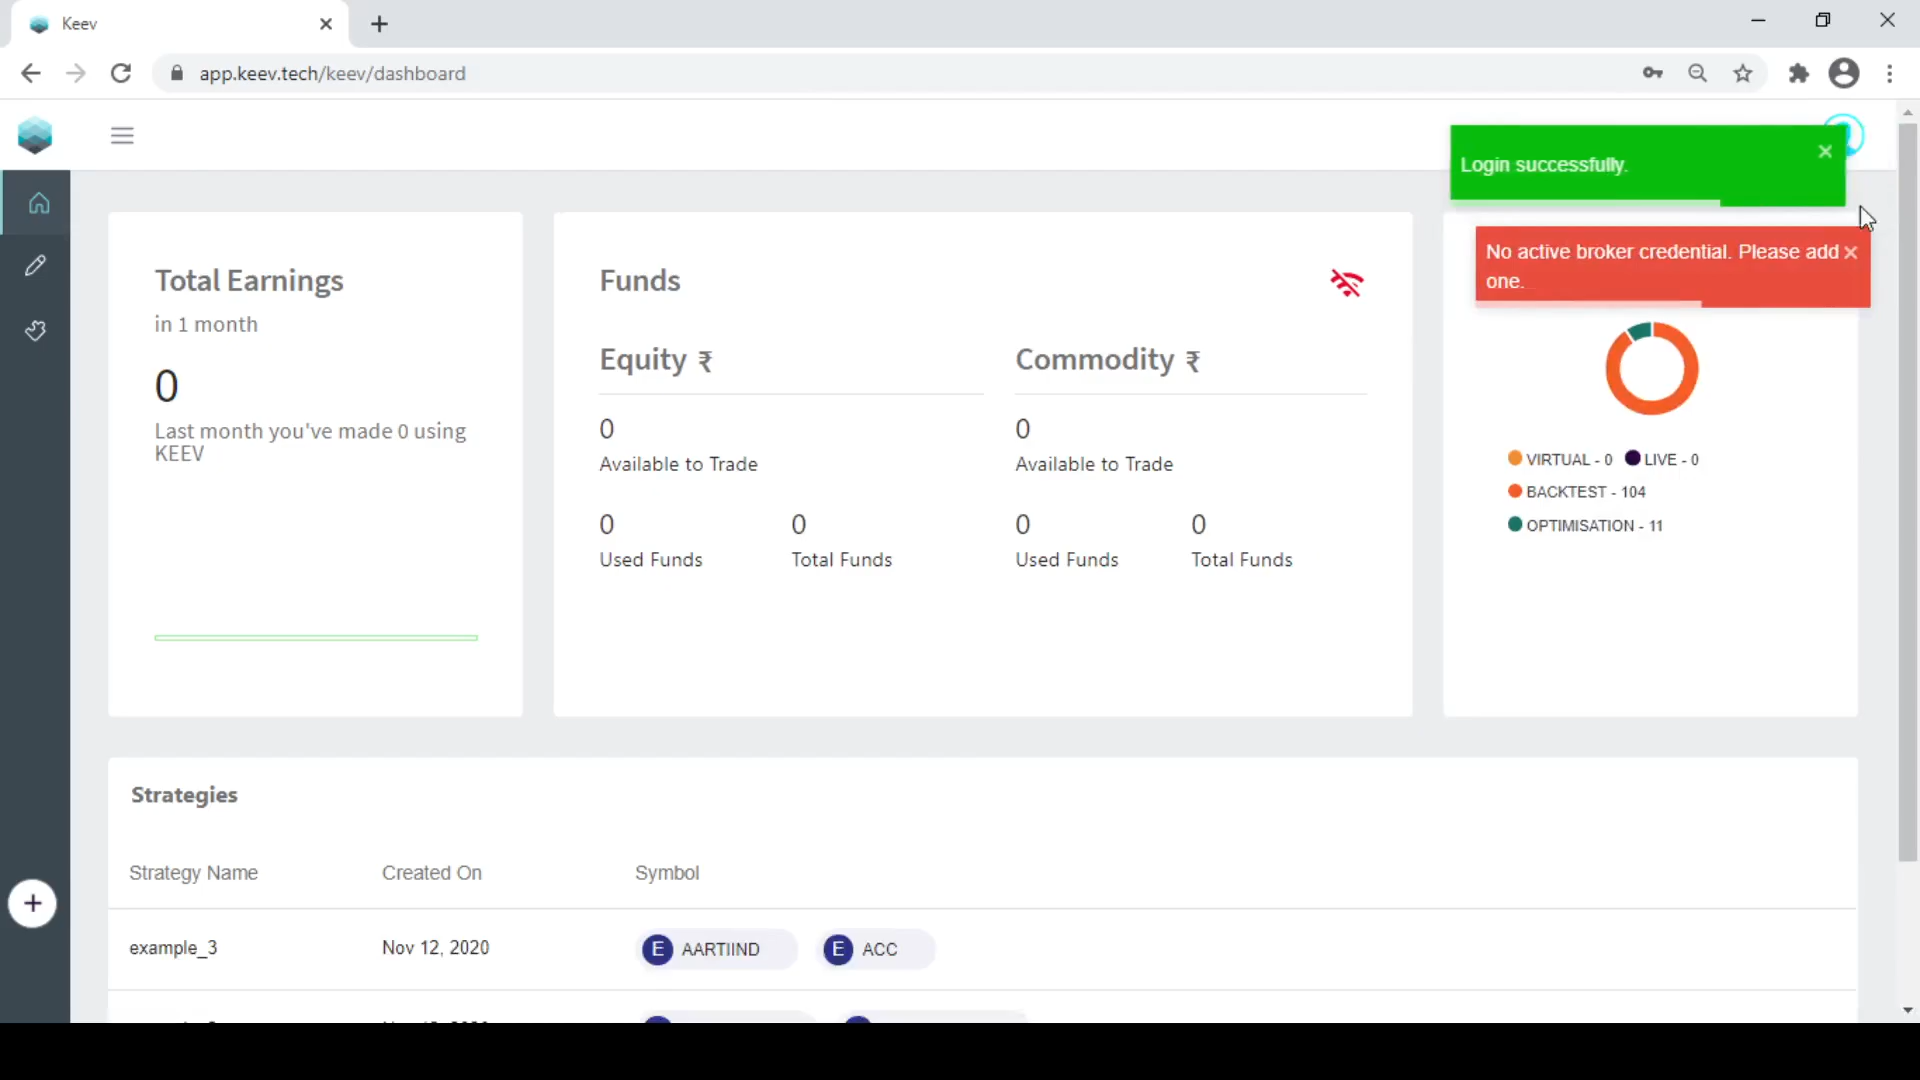 Keev
app.keev.tech/keev/dashboard
Login successfully.
No active broker credential. Please add
one.
Total Earnings
in 1 month
0
Last month you've made 0 using
KEEV
Funds
Equity ₹
Commodity ₹
0
Available to Trade
0
Available to Trade
0
Used Funds
0
Total Funds
0
Used Funds
0
Total Funds
VIRTUAL - 0 LIVE - 0
BACKTEST - 104
OPTIMISATION - 11
Strategies
Strategy Name Created On Symbol
example_3 Nov 12, 2020 E AARTIIND E ACC